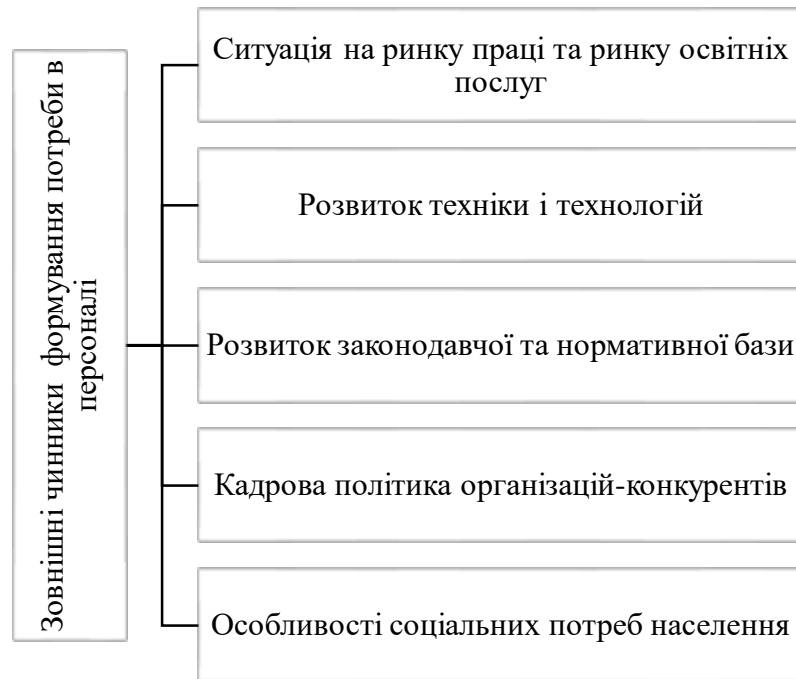 Зовнішні чинники формування потреби в
персоналі
Ситуація на ринку праці та ринку освітніх
послуг
Розвиток техніки і технологій
Розвиток законодавчої та нормативної бази
Кадрова політика організацій-конкурентів
Особливості соціальних потреб населення